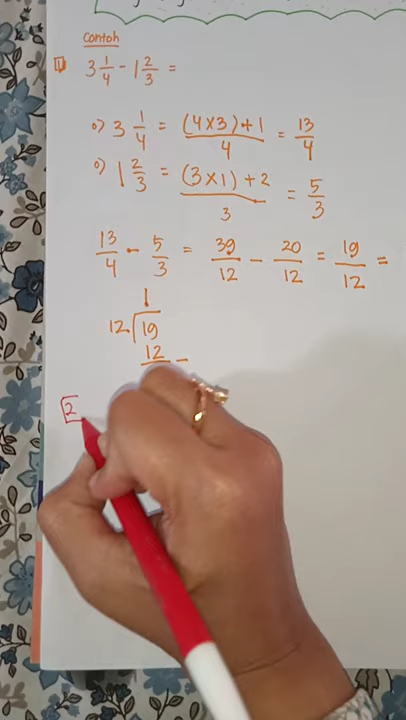 Contoh
1 3 1/4 - 1 2/3 =
o) 3 1/4 = (4x3)+1/4 = 13/4
o) 1 2/3 = (3x1)+2/3 = 5/3
13/4 - 5/3 = 39/12 - 20/12 = 19/12 =
1
12 √19
12 -
2